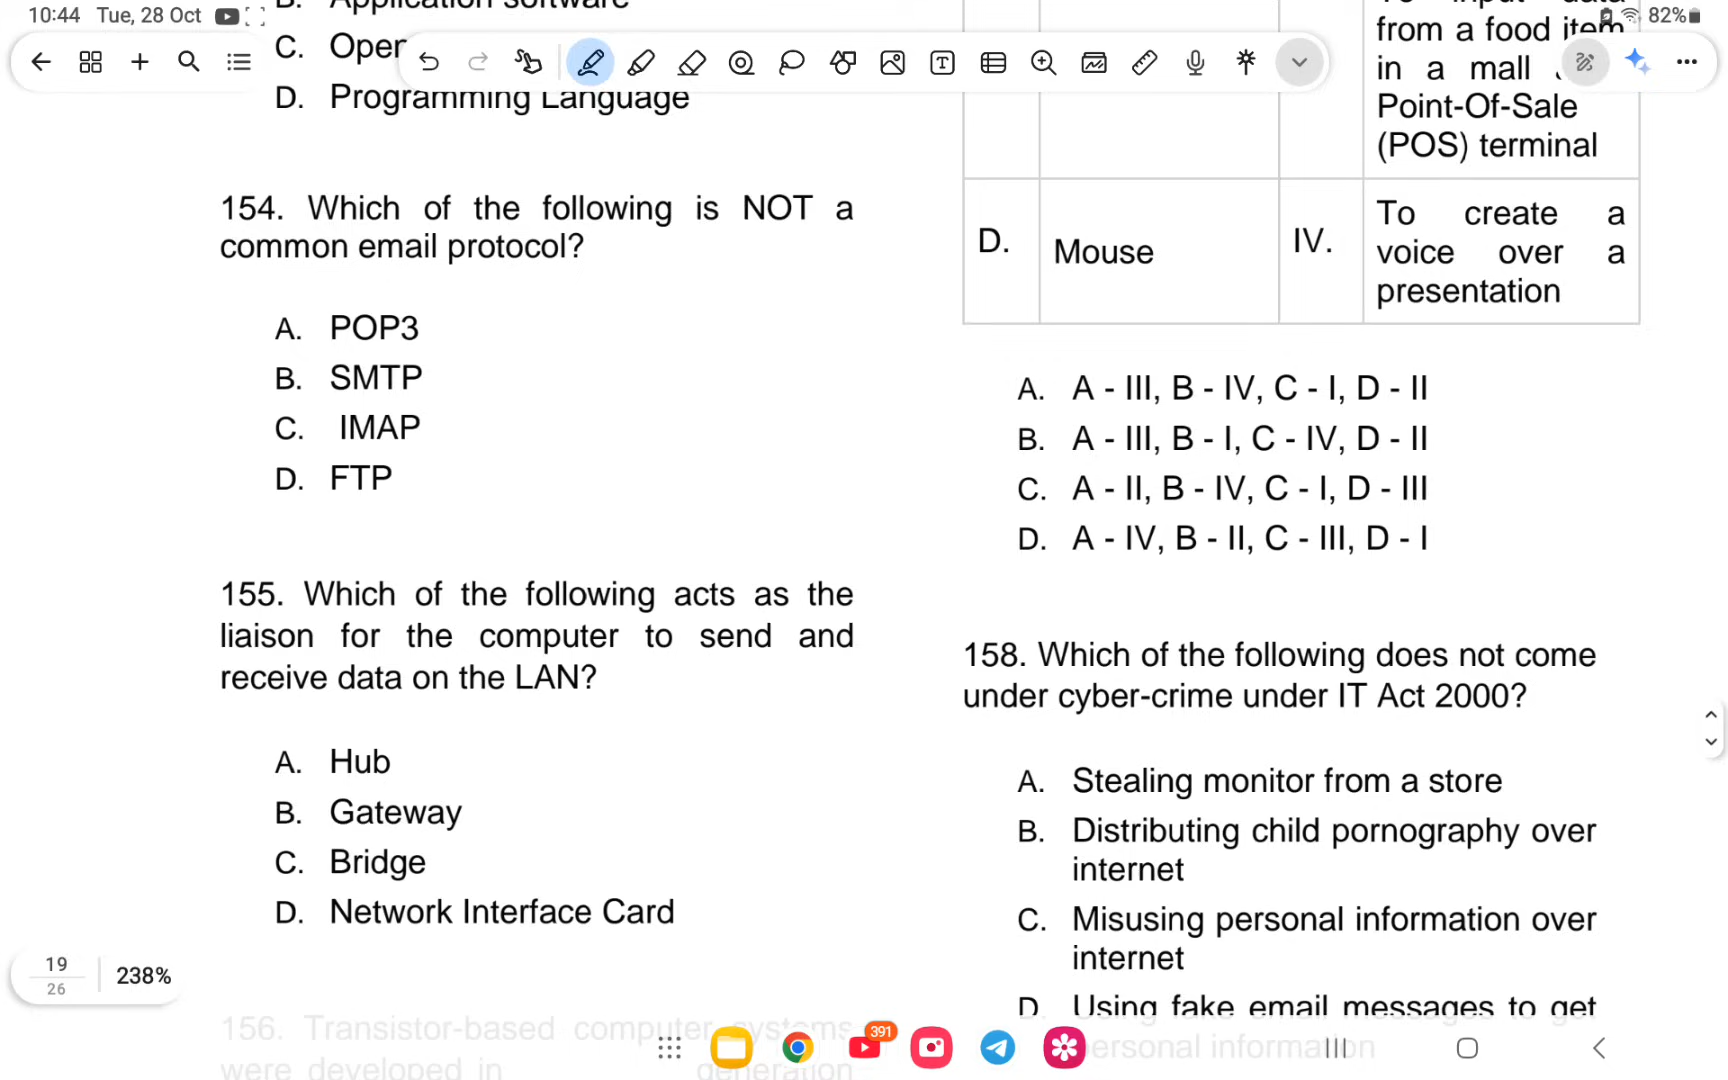 10:44 Tue, 28 Oct
82%
B. Application software
C. Oper
D. Programming Language
154. Which of the following is NOT a
common email protocol?
A. POP3
B. SMTP
C. IMAP
D. FTP
155. Which of the following acts as the
liaison for the computer to send and
receive data on the LAN?
A. Hub
B. Gateway
C. Bridge
D. Network Interface Card
156. Transistor-based computer systems
were developed in generation
To input data
from a food item
in a mall
Point-Of-Sale
(POS) terminal
D. Mouse IV. To create a
voice over a
presentation
A. A - III, B - IV, C - I, D - II
B. A - III, B - I, C - IV, D - II
C. A - II, B - IV, C - I, D - III
D. A - IV, B - II, C - III, D - I
158. Which of the following does not come
under cyber-crime under IT Act 2000?
A. Stealing monitor from a store
B. Distributing child pornography over
internet
C. Misusing personal information over
internet
D. Using fake email messages to get
personal information
19
26
238%
391